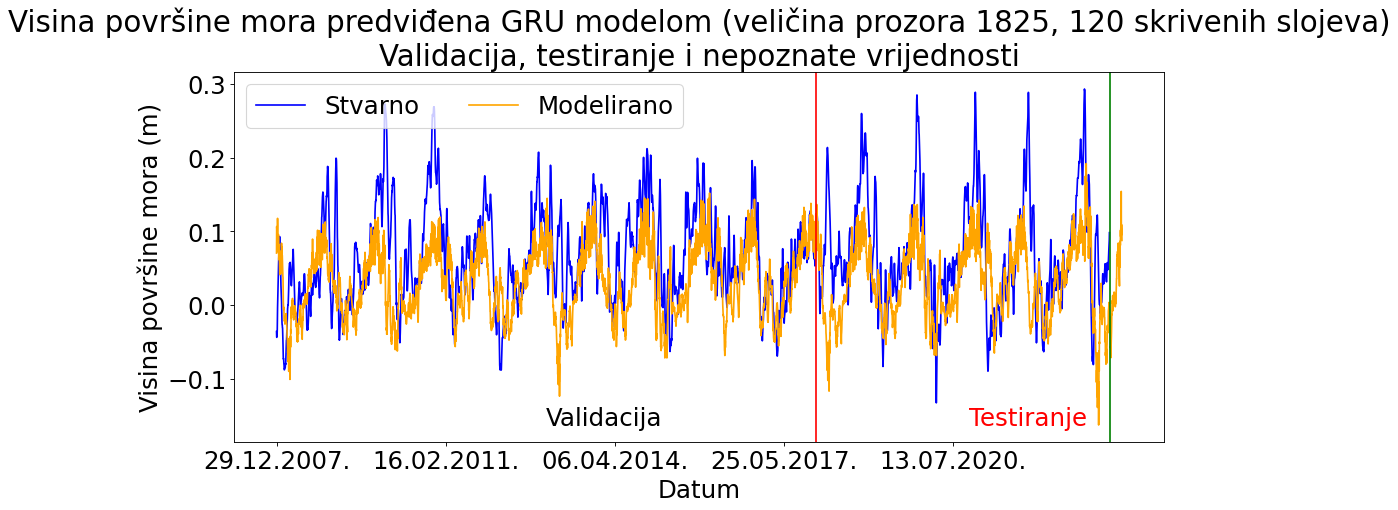 Visina površine mora predviđena GRU modelom (veličina prozora 1825, 120 skrivenih slojeva)
Validacija, testiranje i nepoznate vrijednosti
Stvarno Modelirano
Visina površine mora (m)
0.3
0.2
0.1
0.0
−0.1
Validacija
Testiranje
29.12.2007. 16.02.2011. 06.04.2014. 25.05.2017. 13.07.2020.
Datum